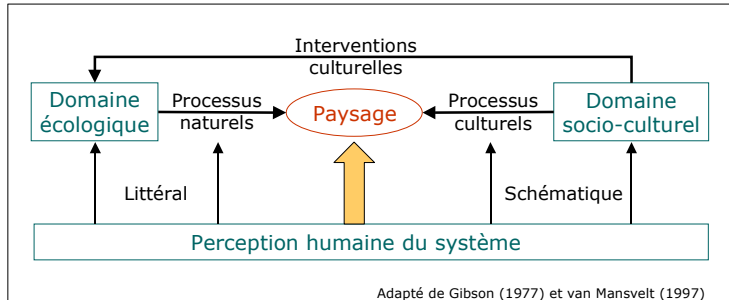 Interventions
culturelles
Domaine
écologique
Processus
naturels
Paysage
Processus
culturels
Domaine
socio-culturel
Littéral
Schématique
Perception humaine du système
Adapté de Gibson (1977) et van Mansvelt (1997)